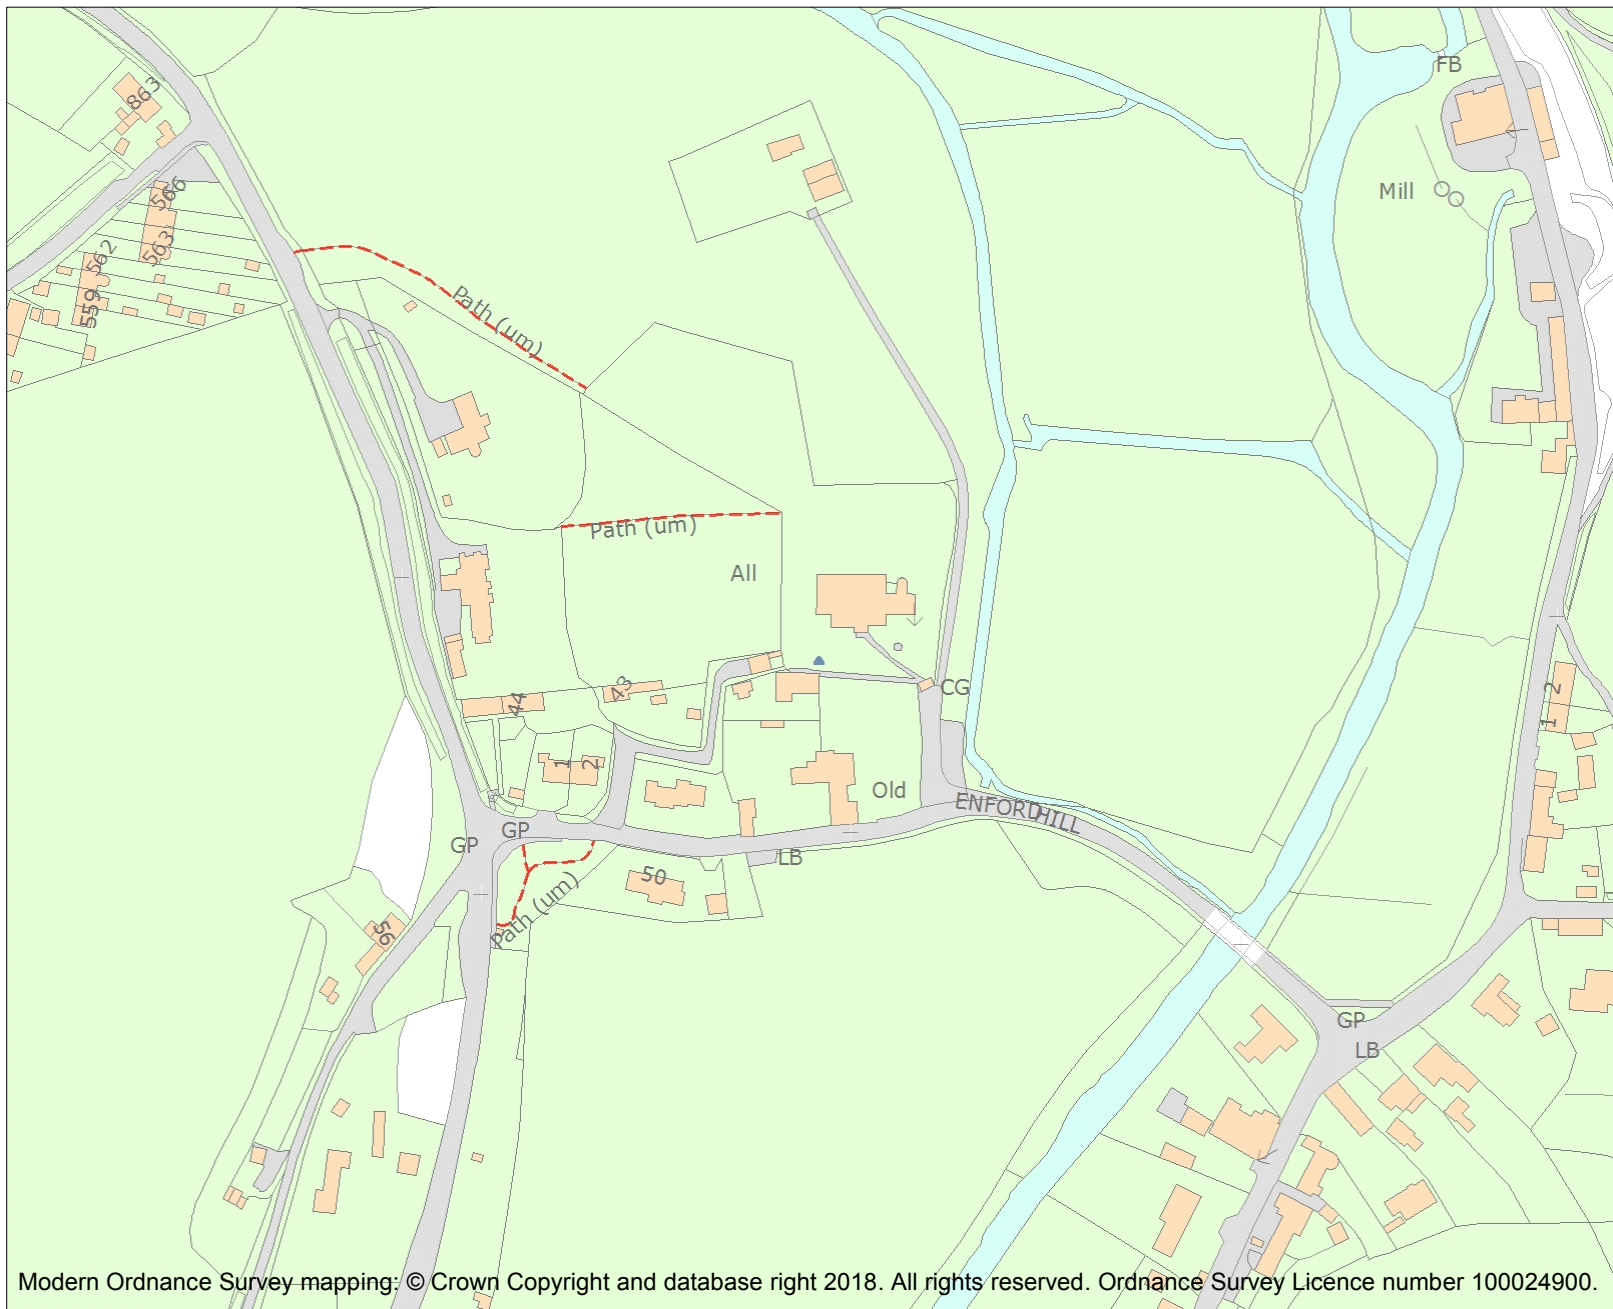 FB
863
566
Mill
563
562
559
Path (um)
Path (um)
All
CG
43
44
1 2
1
2
Old
ENFORD HILL
GP
GP
LB
50
Path (um)
56
GP
LB
Modern Ordnance Survey mapping: © Crown Copyright and database right 2018. All rights reserved. Ordnance Survey Licence number 100024900.